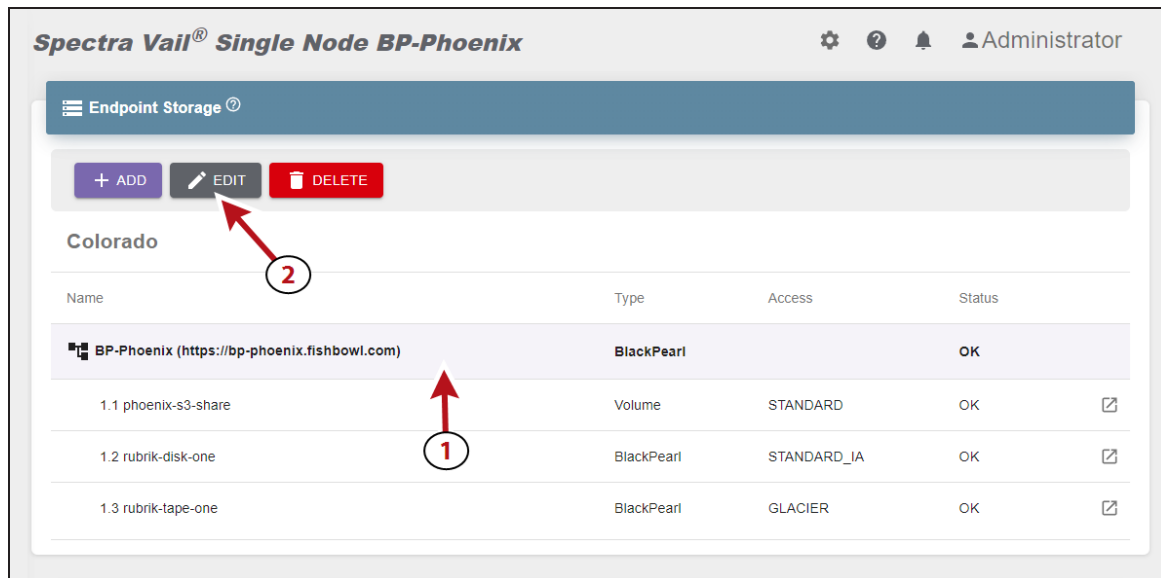 Spectra Vail® Single Node BP-Phoenix
Administrator
Endpoint Storage
ADD EDIT DELETE
Colorado
2
Name Type Access Status
BP-Phoenix (https://bp-phoenix.fishbowl.com) BlackPearl OK
1.1 phoenix-s3-share Volume STANDARD OK
1
1.2 rubrik-disk-one BlackPearl STANDARD_IA OK
1.3 rubrik-tape-one BlackPearl GLACIER OK